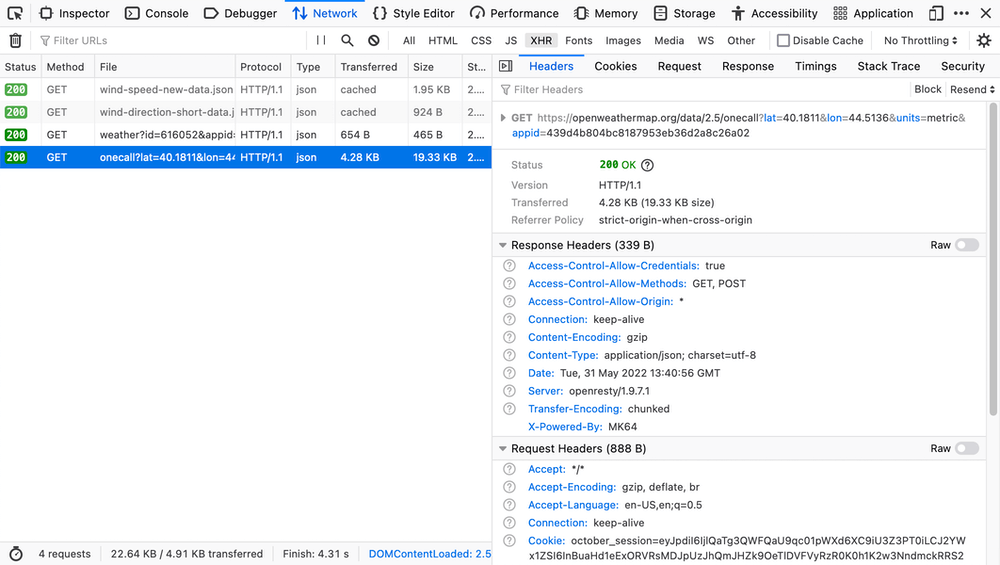 Inspector Console Debugger Network Style Editor Performance Memory Storage Accessibility Application
Filter URLs All HTML CSS JS XHR Fonts Images Media WS Other Disable Cache No Throttling
Status Method File Protocol Type Transferred Size St...
200 GET wind-speed-new-data.json HTTP/1.1 json cached 1.95 KB 2....
200 GET wind-direction-short-data.j HTTP/1.1 json cached 924 B 2....
200 GET weather?id=616052&appid= HTTP/1.1 json 654 B 465 B 2....
200 GET onecall?lat=40.1811&lon=44 HTTP/1.1 json 4.28 KB 19.33 KB 2....
4 requests 22.64 KB / 4.91 KB transferred Finish: 4.31 s DOMContentLoaded: 2.5
Headers Cookies Request Response Timings Stack Trace Security
Filter Headers Block Resend
GET https://openweathermap.org/data/2.5/onecall?lat=40.1811&lon=44.5136&units=metric&
appid=439d4b804bc8187953eb36d2a8c26a02
Status 200 OK
Version HTTP/1.1
Transferred 4.28 KB (19.33 KB size)
Referrer Policy strict-origin-when-cross-origin
Response Headers (339 B) Raw
Access-Control-Allow-Credentials: true
Access-Control-Allow-Methods: GET, POST
Access-Control-Allow-Origin: *
Connection: keep-alive
Content-Encoding: gzip
Content-Type: application/json; charset=utf-8
Date: Tue, 31 May 2022 13:40:56 GMT
Server: openresty/1.9.7.1
Transfer-Encoding: chunked
X-Powered-By: MK64
Request Headers (888 B) Raw
Accept: */*
Accept-Encoding: gzip, deflate, br
Accept-Language: en-US,en;q=0.5
Connection: keep-alive
Cookie: